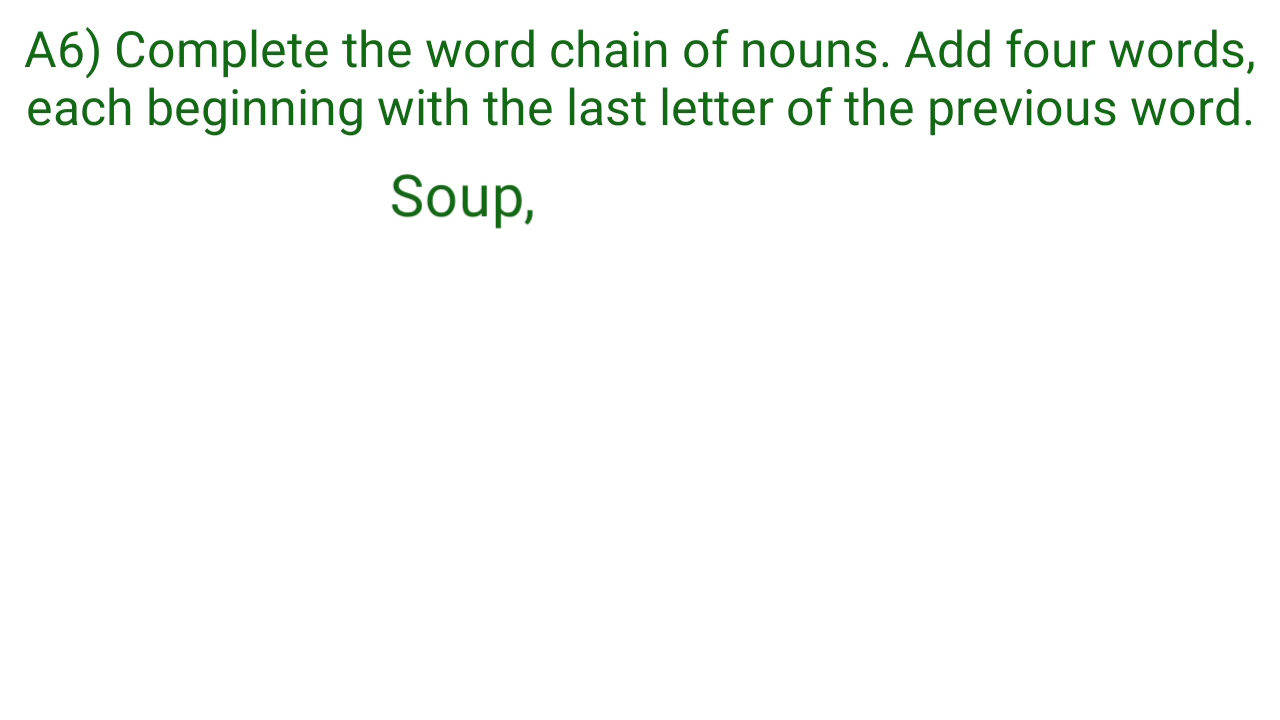 A6) Complete the word chain of nouns. Add four words,
each beginning with the last letter of the previous word.
Soup,